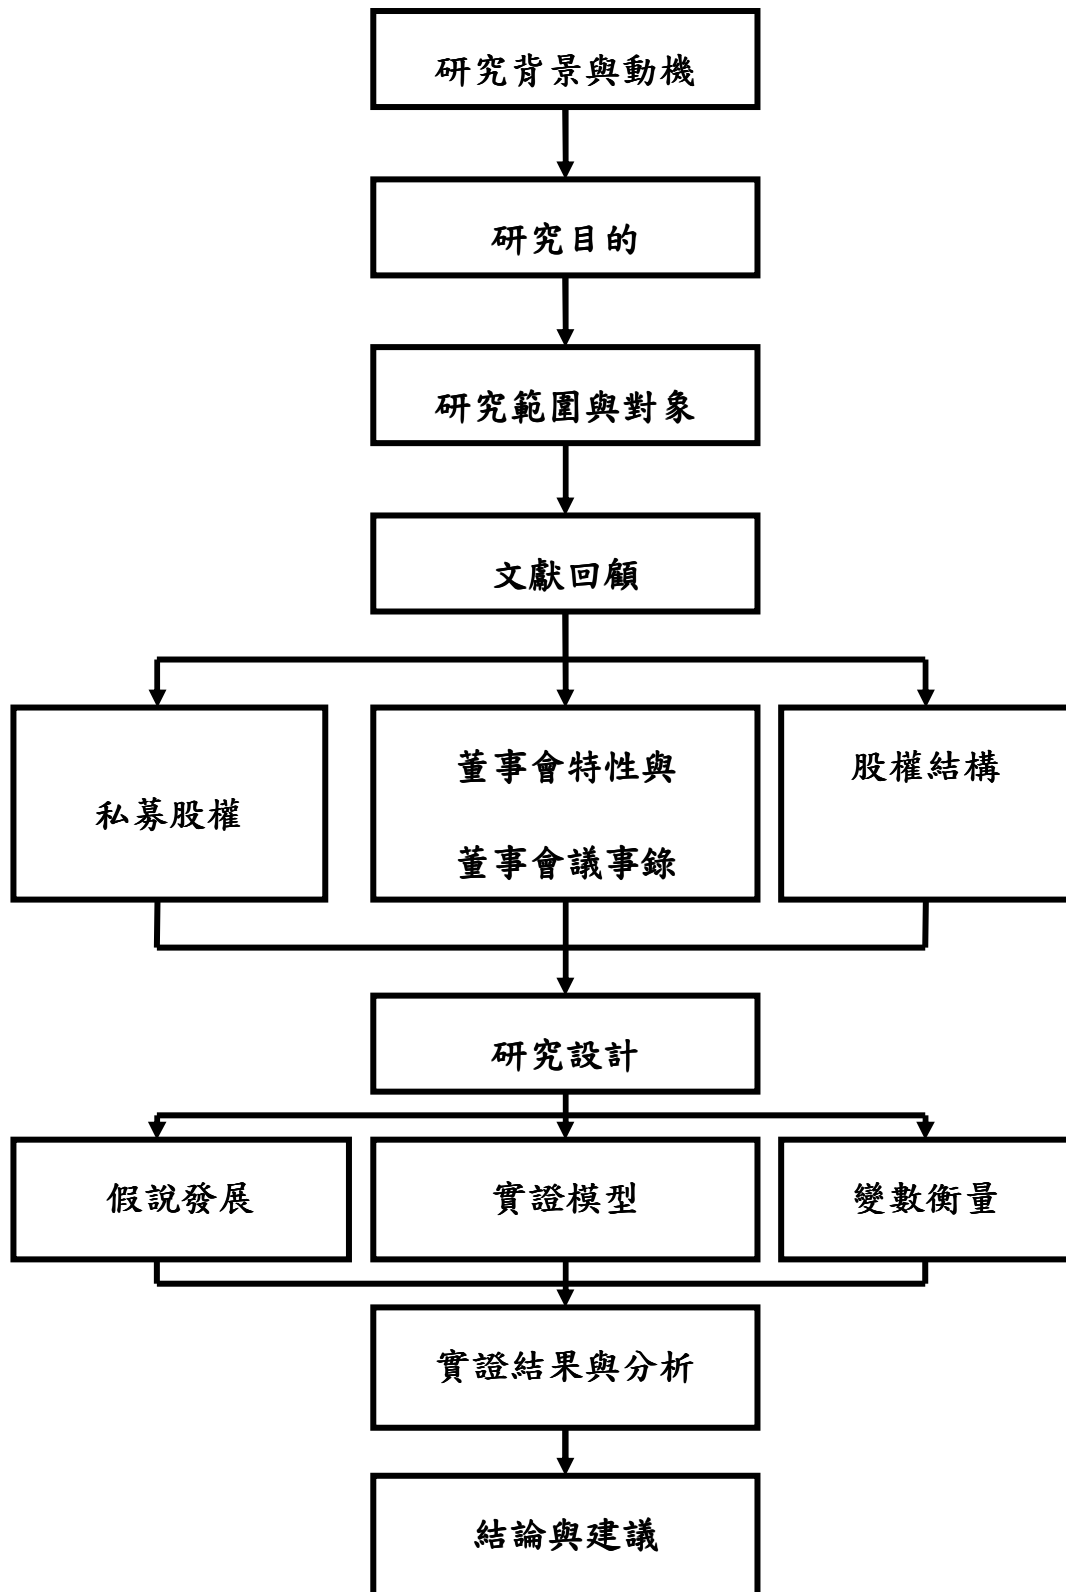 研究背景與動機
研究目的
研究範圍與對象
文獻回顧
私募股權
董事會特性與
董事會議事錄
股權結構
研究設計
假說發展
實證模型
變數衡量
實證結果與分析
結論與建議